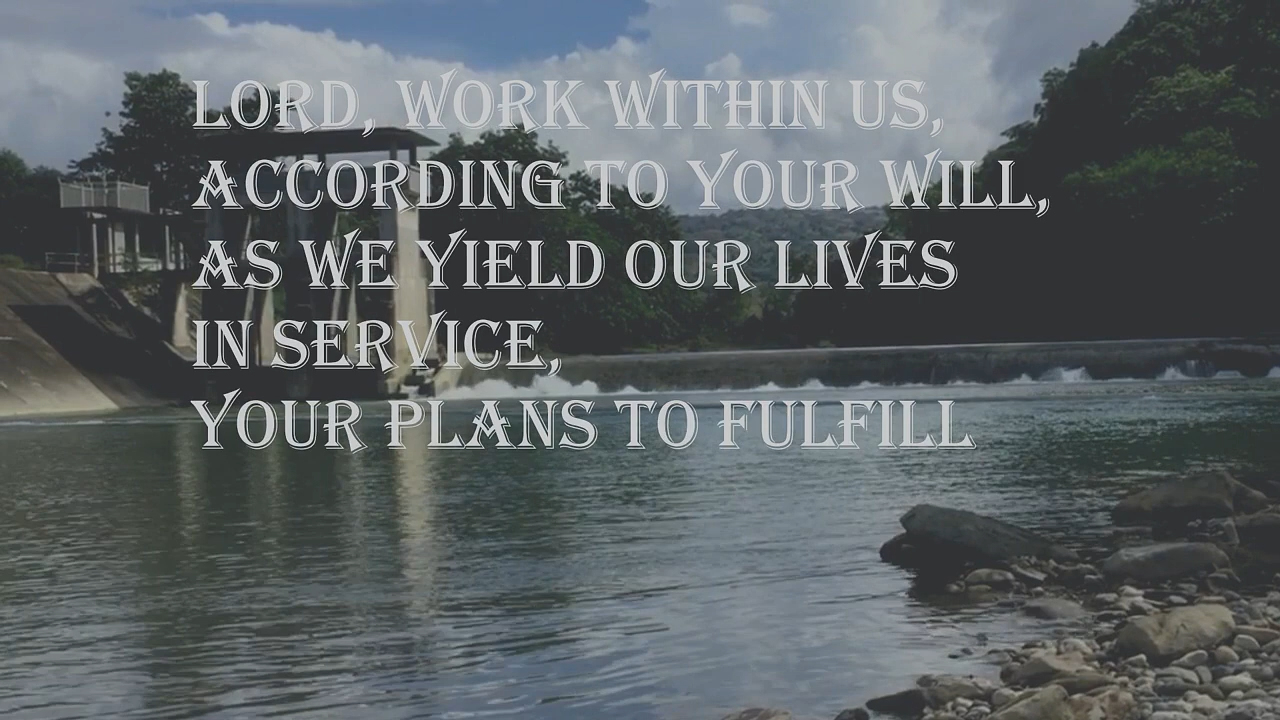 LORD, WORK WITHIN US,
ACCORDING TO YOUR WILL,
AS WE YIELD OUR LIVES
IN SERVICE,
YOUR PLANS TO FULFILL